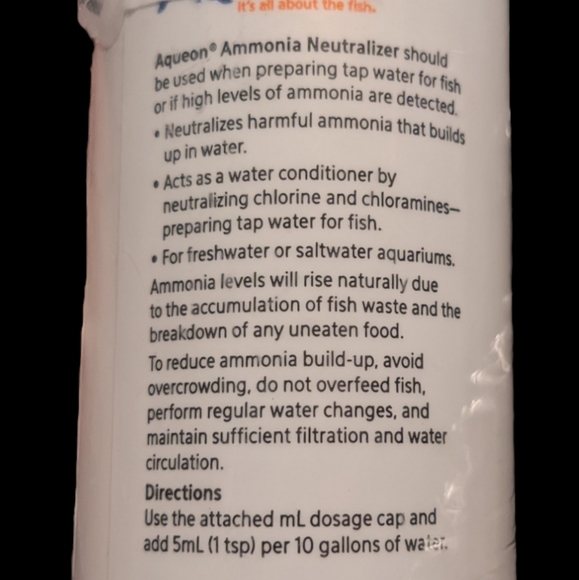 it's all about the fish.
Aqueon® Ammonia Neutralizer should
be used when preparing tap water for fish
or if high levels of ammonia are detected.
• Neutralizes harmful ammonia that builds
up in water.
• Acts as a water conditioner by
neutralizing chlorine and chloramines—
preparing tap water for fish.
• For freshwater or saltwater aquariums.
Ammonia levels will rise naturally due
to the accumulation of fish waste and the
breakdown of any uneaten food.
To reduce ammonia build-up, avoid
overcrowding, do not overfeed fish,
perform regular water changes, and
maintain sufficient filtration and water
circulation.
Directions
Use the attached mL dosage cap and
add 5mL (1 tsp) per 10 gallons of water.